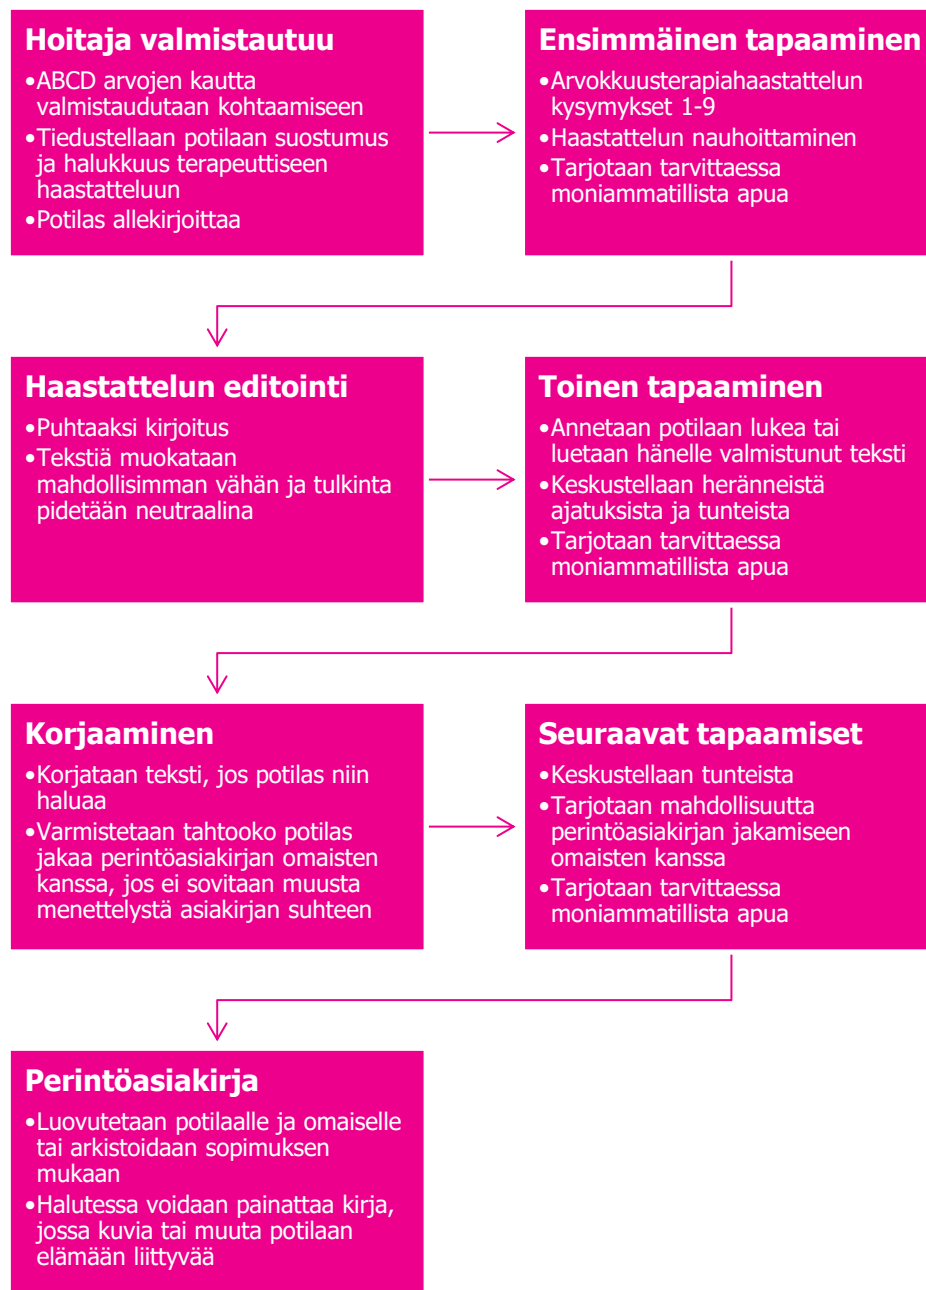 Hoitaja valmistautuu
•ABCD arvojen kautta
valmistaudutaan kohtaamiseen
•Tiedustellaan potilaan suostumus
ja halukkuus terapeuttiseen
haastatteluun
•Potilas allekirjoittaa
Ensimmäinen tapaaminen
•Arvokkuusterapiahaastattelun
kysymykset 1-9
•Haastattelun nauhoittaminen
•Tarjotaan tarvittaessa
moniammatillista apua
Haastattelun editointi
•Puhtaaksi kirjoitus
•Tekstiä muokataan
mahdollisimman vähän ja tulkinta
pidetään neutraalina
Toinen tapaaminen
•Annetaan potilaan lukea tai
luetaan hänelle valmistunut teksti
•Keskustellaan heränneistä
ajatuksista ja tunteista
•Tarjotaan tarvittaessa
moniammatillista apua
Korjaaminen
•Korjataan teksti, jos potilas niin
haluaa
•Varmistetaan tahtooko potilas
jakaa perintöasiakirjan omaisten
kanssa, jos ei sovitaan muusta
menettelystä asiakirjan suhteen
Seuraavat tapaamiset
•Keskustellaan tunteista
•Tarjotaan mahdollisuutta
perintöasiakirjan jakamiseen
omaisten kanssa
•Tarjotaan tarvittaessa
moniammatillista apua
Perintöasiakirja
•Luovutetaan potilaalle ja omaiselle
tai arkistoidaan sopimuksen
mukaan
•Halutessa voidaan painattaa kirja,
jossa kuvia tai muuta potilaan
elämään liittyvää